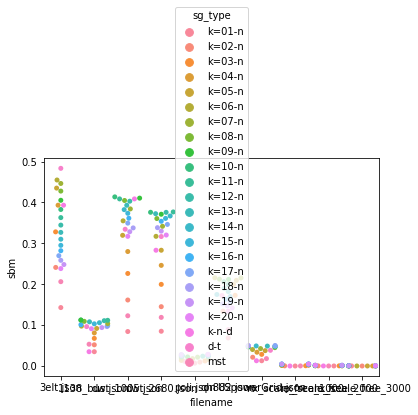 sg_type
k=01-n
k=02-n
k=03-n
k=04-n
k=05-n
k=06-n
k=07-n
k=08-n
k=09-n
k=10-n
k=11-n
k=12-n
k=13-n
k=14-n
k=15-n
k=16-n
k=17-n
k=18-n
k=19-n
k=20-n
k-n-d
d-t
mst
0.5
0.4
0.3
0.2
0.1
0.0
sbm
filename